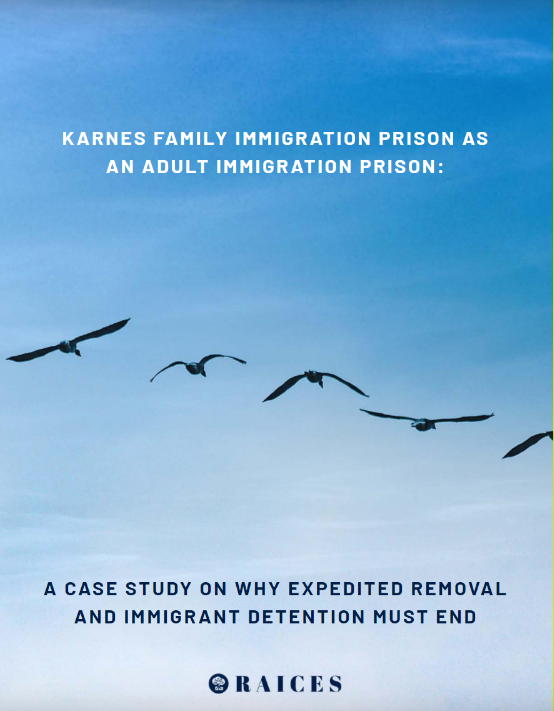 KARNES FAMILY IMMIGRATION PRISON AS
AN ADULT IMMIGRATION PRISON:
A CASE STUDY ON WHY EXPEDITED REMOVAL
AND IMMIGRANT DETENTION MUST END
RAICES